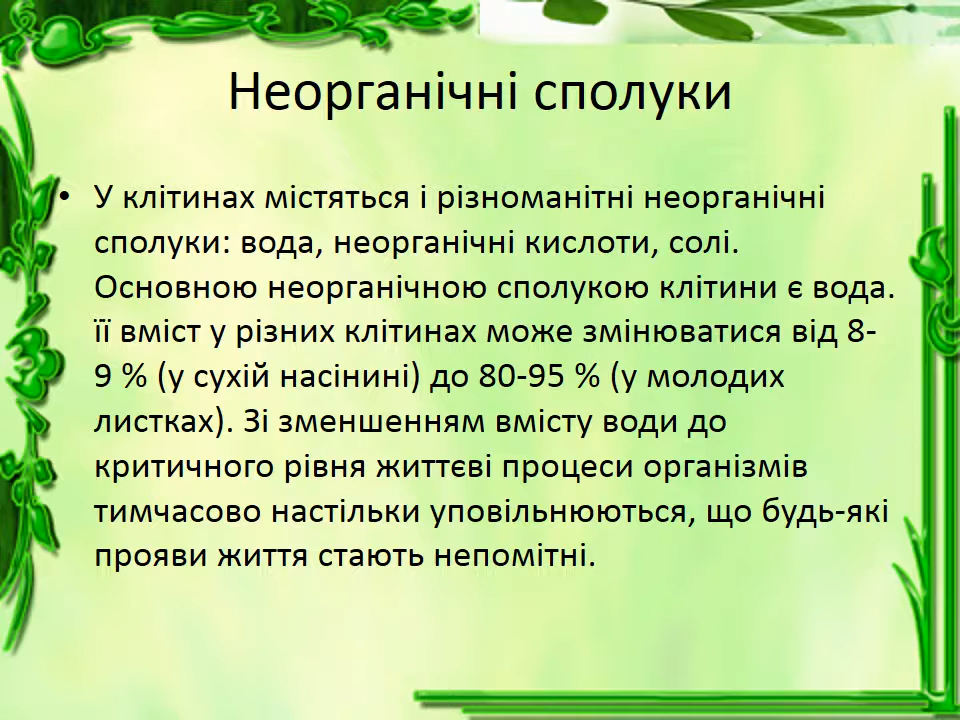 Неорганічні сполуки
• У клітинах містяться і різноманітні неорганічні
сполуки: вода, неорганічні кислоти, солі.
Основною неорганічною сполукою клітини є вода.
її вміст у різних клітинах може змінюватися від 8-
9 % (у сухій насінині) до 80-95 % (у молодих
листках). Зі зменшенням вмісту води до
критичного рівня життєві процеси організмів
тимчасово настільки уповільнюються, що будь-які
прояви життя стають непомітні.